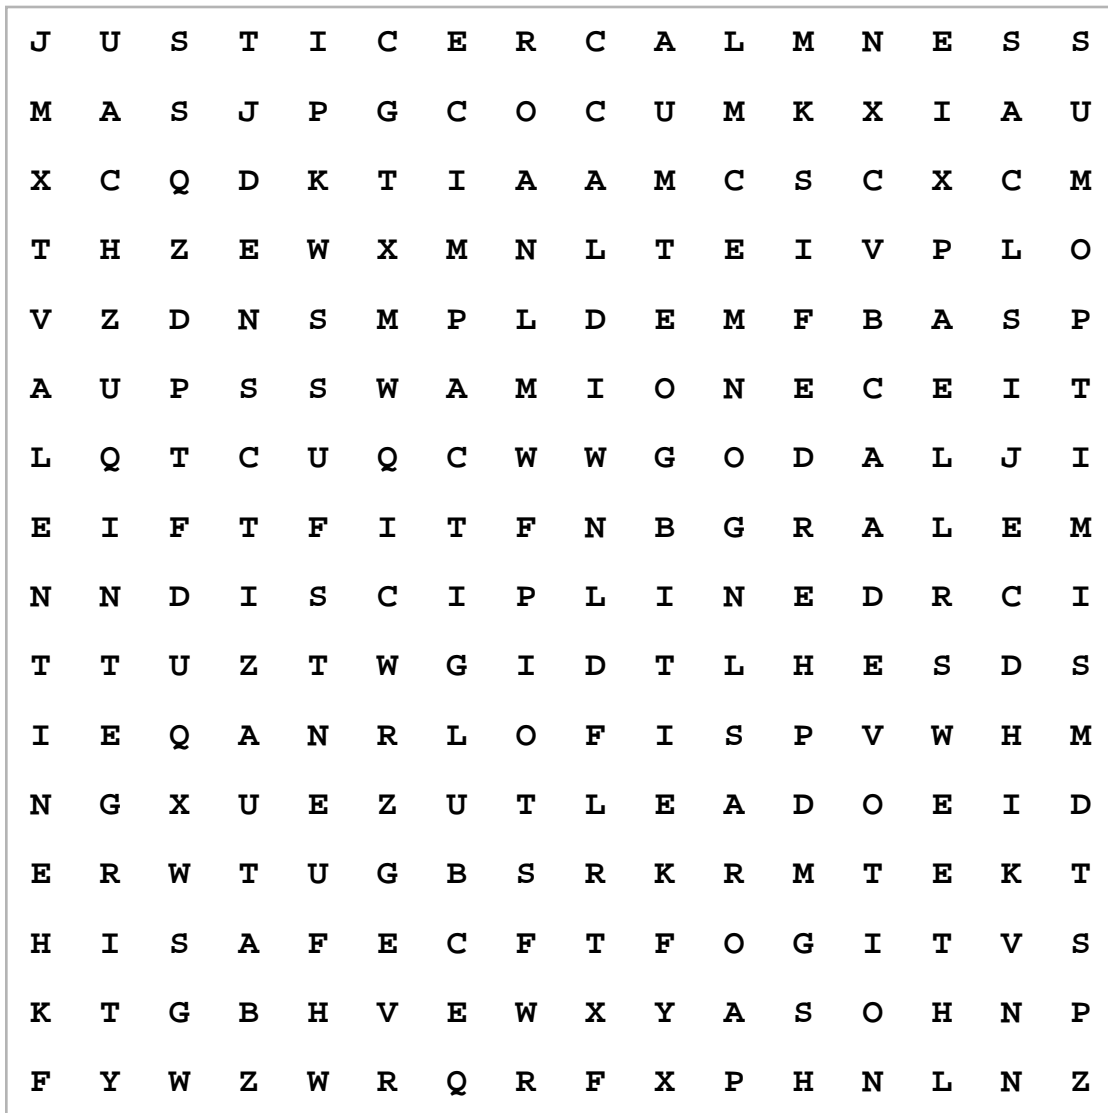 J U S T I C E R C A L M N E S S
M A S J P G C O C U M K X I A U
X C Q D K T I A A M C S C X C M
T H Z E W X M N L T E I V P L O
V Z D N S M P L D E M F B A S P
A U P S S W A M I O N E C E I T
L Q T C U Q C W W G O D A L J I
E I F T F I T F N B G R A L E M
N N D I S C I P L I N E D R C I
T T U Z T W G I D T L H E S D S
I E Q A N R L O F I S P V W H M
N G X U E Z U T L E A D O E I D
E R W T U G B S R K R M T E K T
H I S A F E C F T F O G I T V S
K T G B H V E W X Y A S O H N P
F Y W Z W R Q R F X P H N L N Z